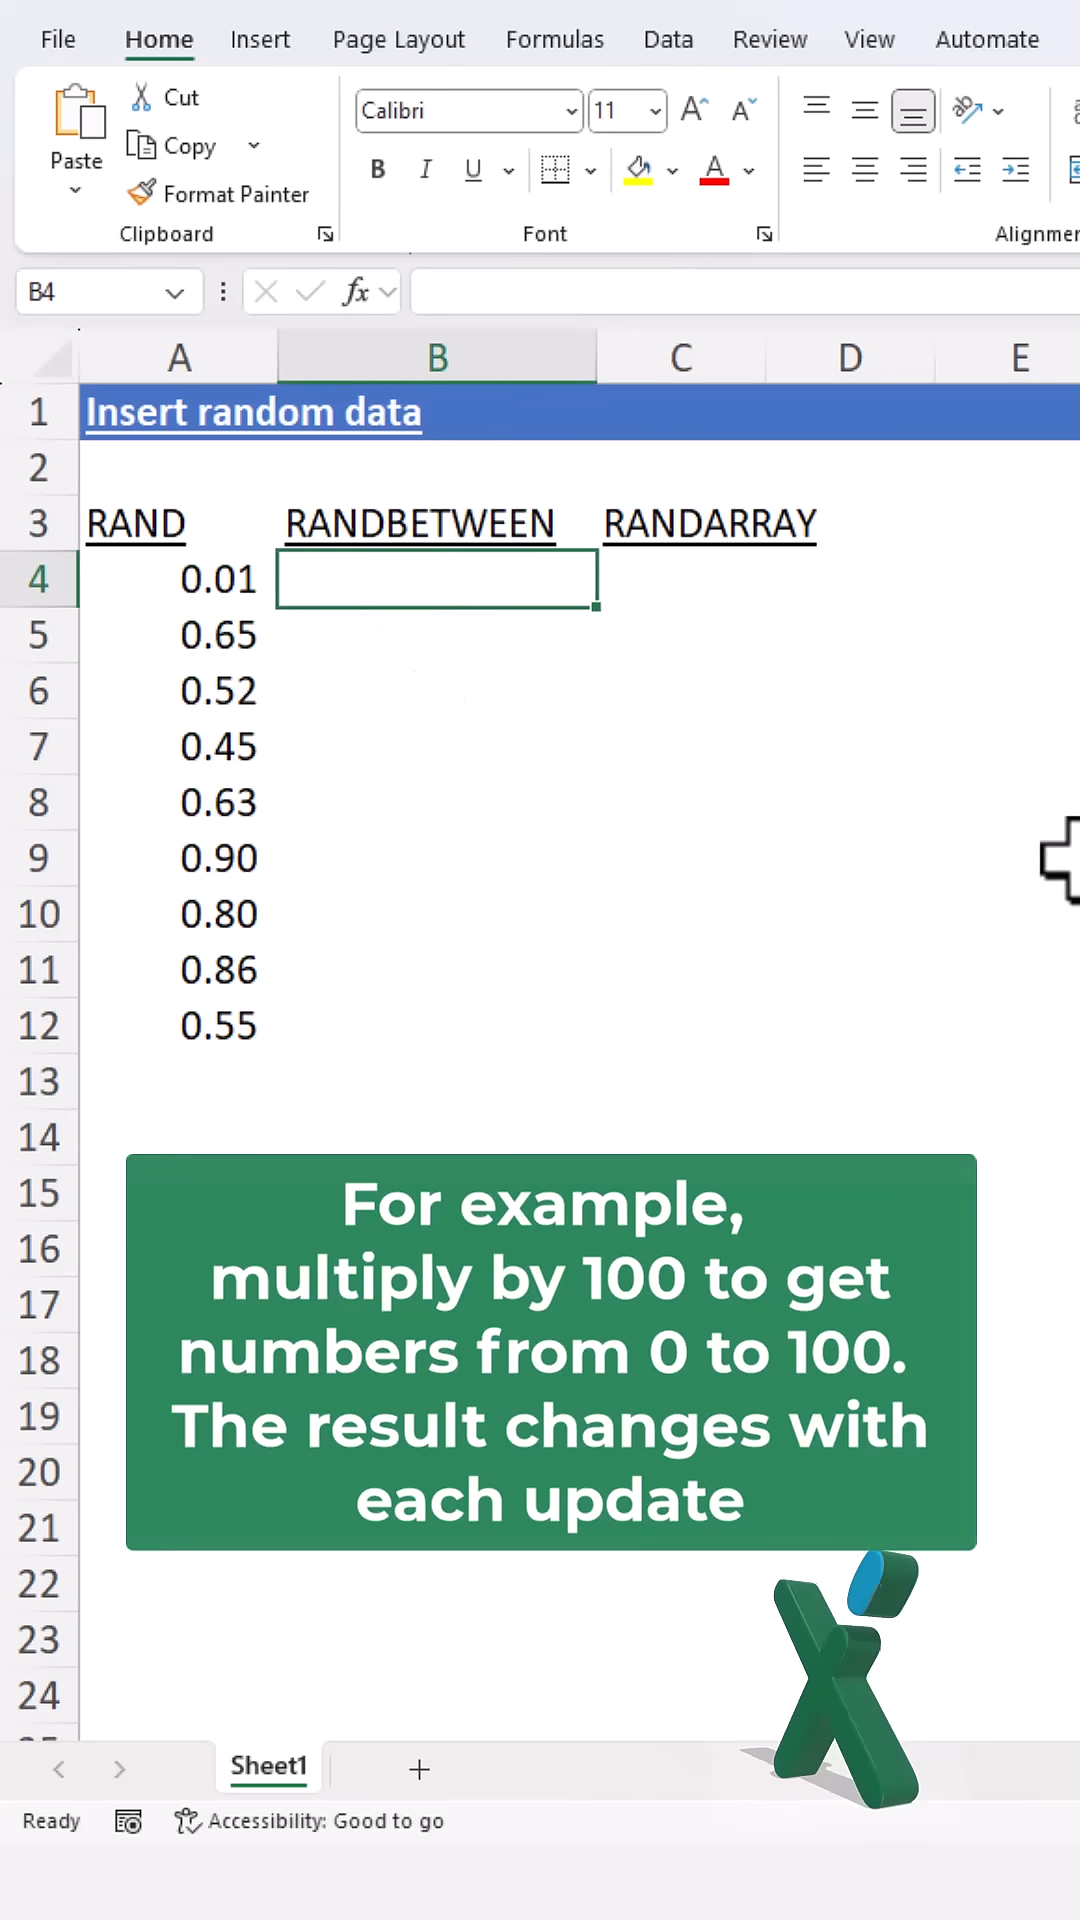 File Home Insert Page Layout Formulas Data Review View Automate
Cut
Calibri 11
Copy
Paste
B I U A
Format Painter
Clipboard Font
B4 fx
A B C D E
1 Insert random data
2
3 RAND RANDBETWEEN RANDARRAY
4 0.01
5 0.65
6 0.52
7 0.45
8 0.63
9 0.90
10 0.80
11 0.86
12 0.55
13
14
15
16
17
18
19
20
21
22
23
24
For example,
multiply by 100 to get
numbers from 0 to 100.
The result changes with
each update
Sheet1
Ready Accessibility: Good to go